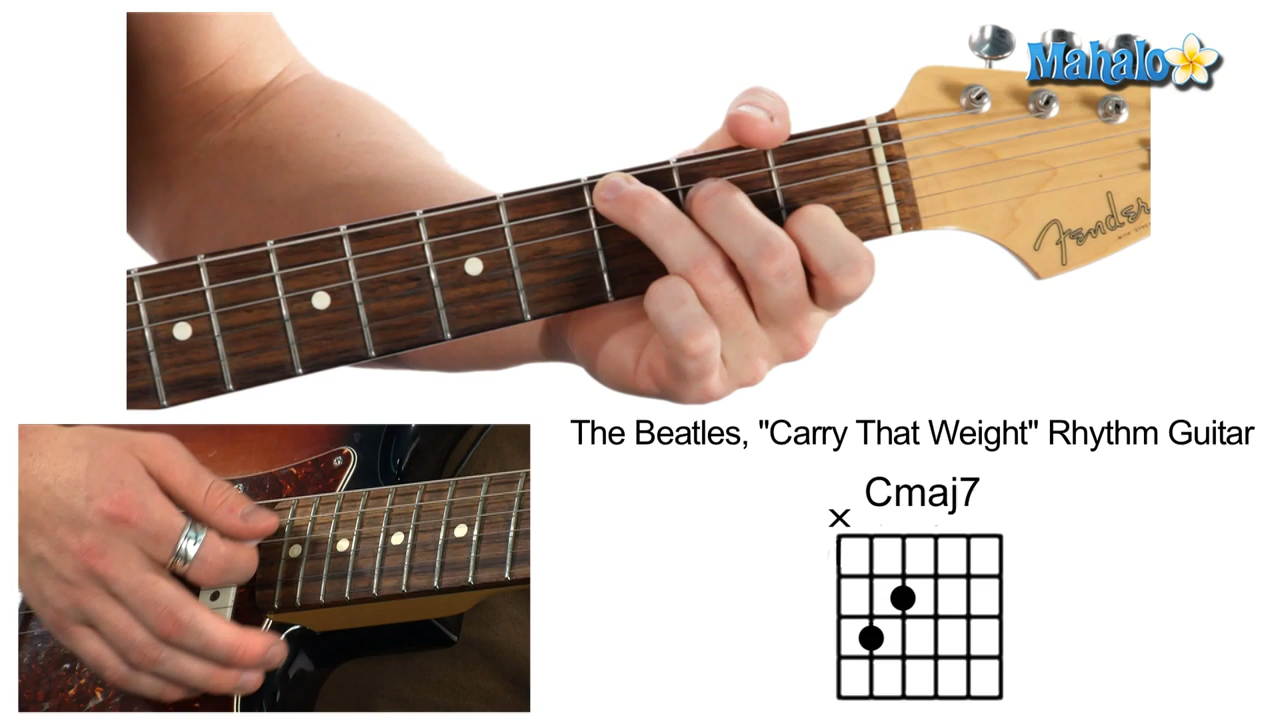 Mahalo
Fender
The Beatles, "Carry That Weight" Rhythm Guitar
Cmaj7
x